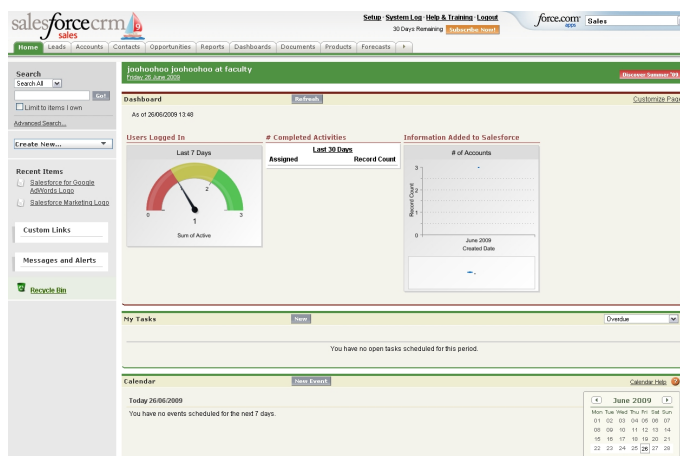 salesforcecrm
sales
Setup · System Log · Help & Training · Logout
30 Days Remaining Subscribe Now!
force.com
apps
Sales
Home Leads Accounts Contacts Opportunities Reports Dashboards Documents Products Forecasts
Search
Search All
Go!
Limit to items I own
Advanced Search...
Create New...
Recent Items
Salesforce for Google
AdWords Logo
Salesforce Marketing Logo
Custom Links
Messages and Alerts
Recycle Bin
joohoohoo joohoohoo at faculty
Friday 26 June 2009
Discover Summer '09
Dashboard Refresh Customize Page
As of 26/06/2009 13:48
Users Logged In
Last 7 Days
0 1 2 3
1
Sum of Active
# Completed Activities
Last 30 Days
Assigned Record Count
Information Added to Salesforce
# of Accounts
Record Count
3
2
1
0
June 2009
Created Date
My Tasks New Overdue
You have no open tasks scheduled for this period.
Calendar New Event Calendar Help
Today 26/06/2009
You have no events scheduled for the next 7 days.
June 2009
Mon Tue Wed Thu Fri Sat Sun
01 02 03 04 05 06 07
08 09 10 11 12 13 14
15 16 17 18 19 20 21
22 23 24 25 26 27 28